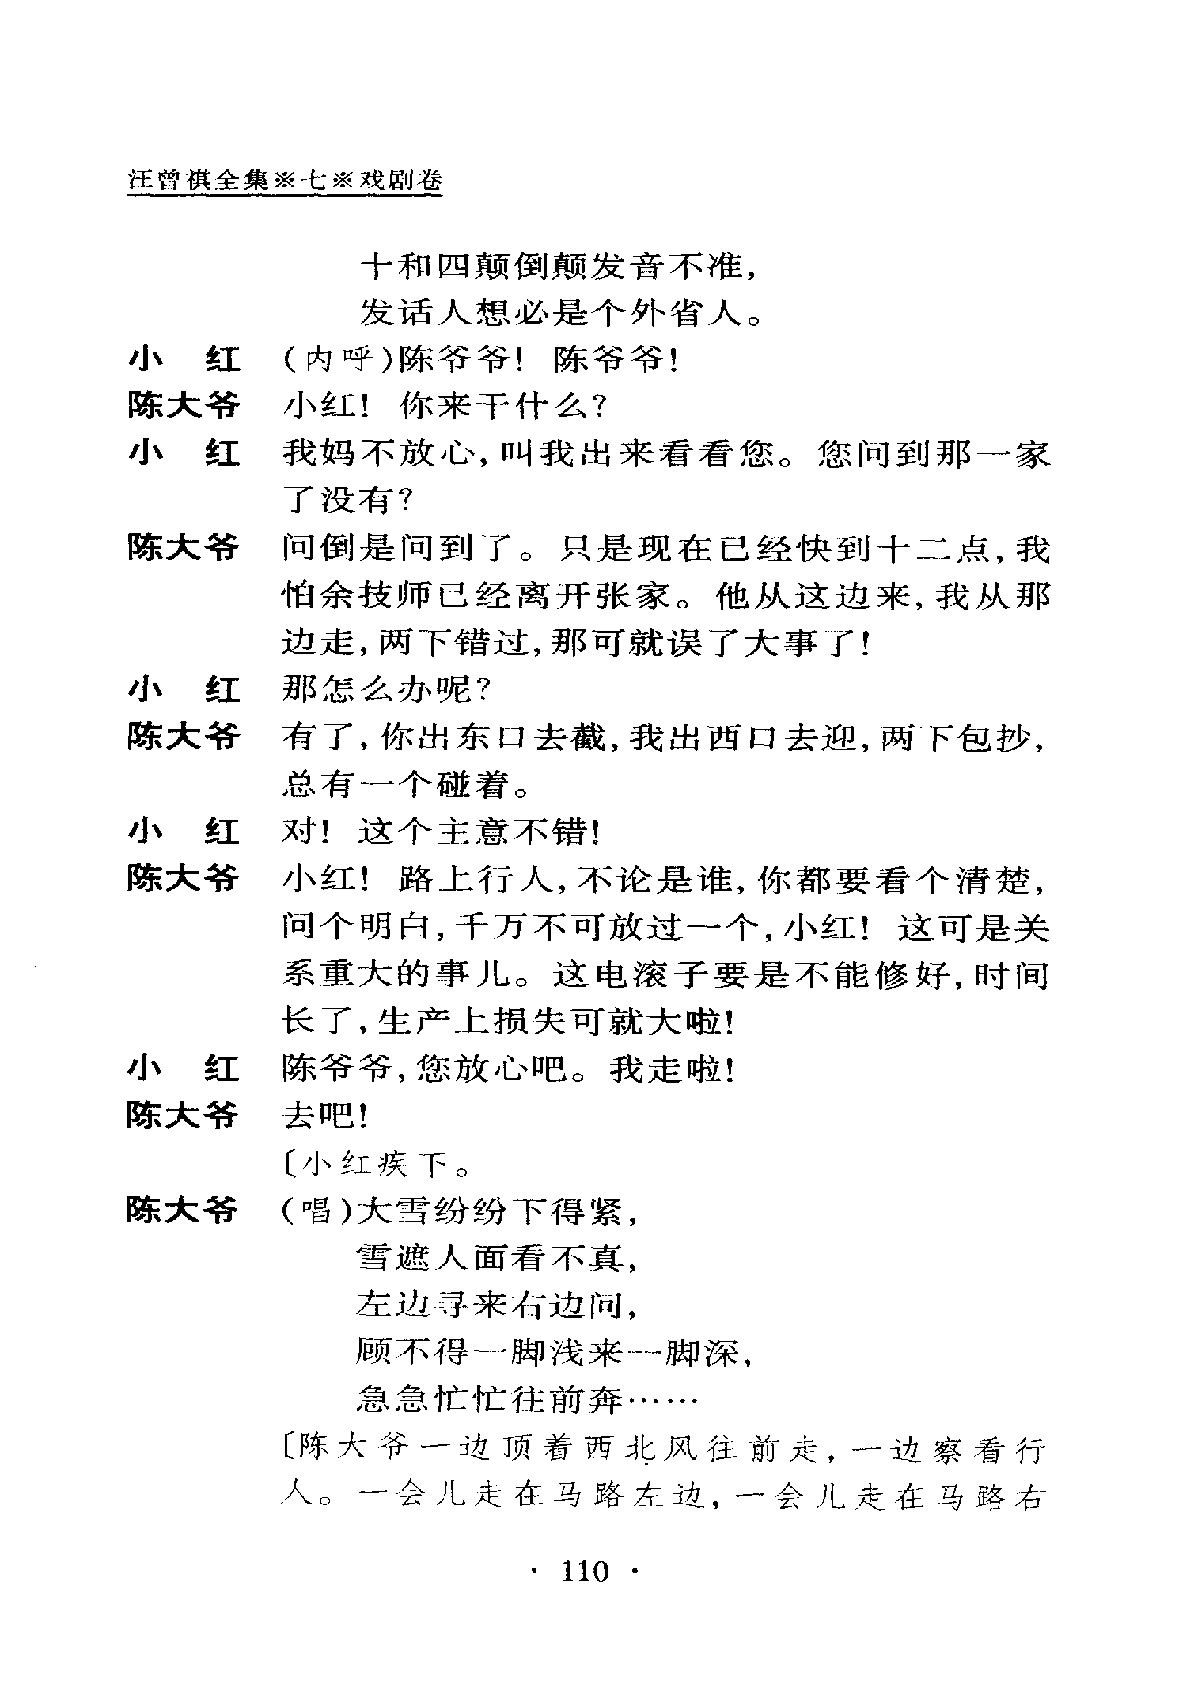 汪曾祺全集※七※戏剧卷
十和四颠倒颠发音不准,
发话人想必是个外省人。
小　红　(内呼)陈爷爷! 陈爷爷!
陈大爷　小红! 你来干什么?
小　红　我妈不放心,叫我出来看看您。您问到那一家
了没有?
陈大爷　问倒是问到了。只是现在已经快到十二点,我
怕余技师已经离开张家。他从这边来,我从那
边走,两下错过,那可就误了大事了!
小　红　那怎么办呢?
陈大爷　有了,你出东口去截,我出西口去迎,两下包抄,
总有一个碰着。
小　红　对! 这个主意不错!
陈大爷　小红! 路上行人,不论是谁,你都要看个清楚,
问个明白,千万不可放过一个,小红! 这可是关
系重大的事儿。这电滚子要是不能修好,时间
长了,生产上损失可就大啦!
小　红　陈爷爷,您放心吧。我走啦!
陈大爷　去吧!
〔小红疾下。
陈大爷　(唱)大雪纷纷下得紧,
雪遮人面看不真,
左边寻来右边问,
顾不得一脚浅来一脚深,
急急忙忙往前奔……
〔陈大爷一边顶着西北风往前走,一边察看行
人。一会儿走在马路左边,一会儿走在马路右
· 110 ·